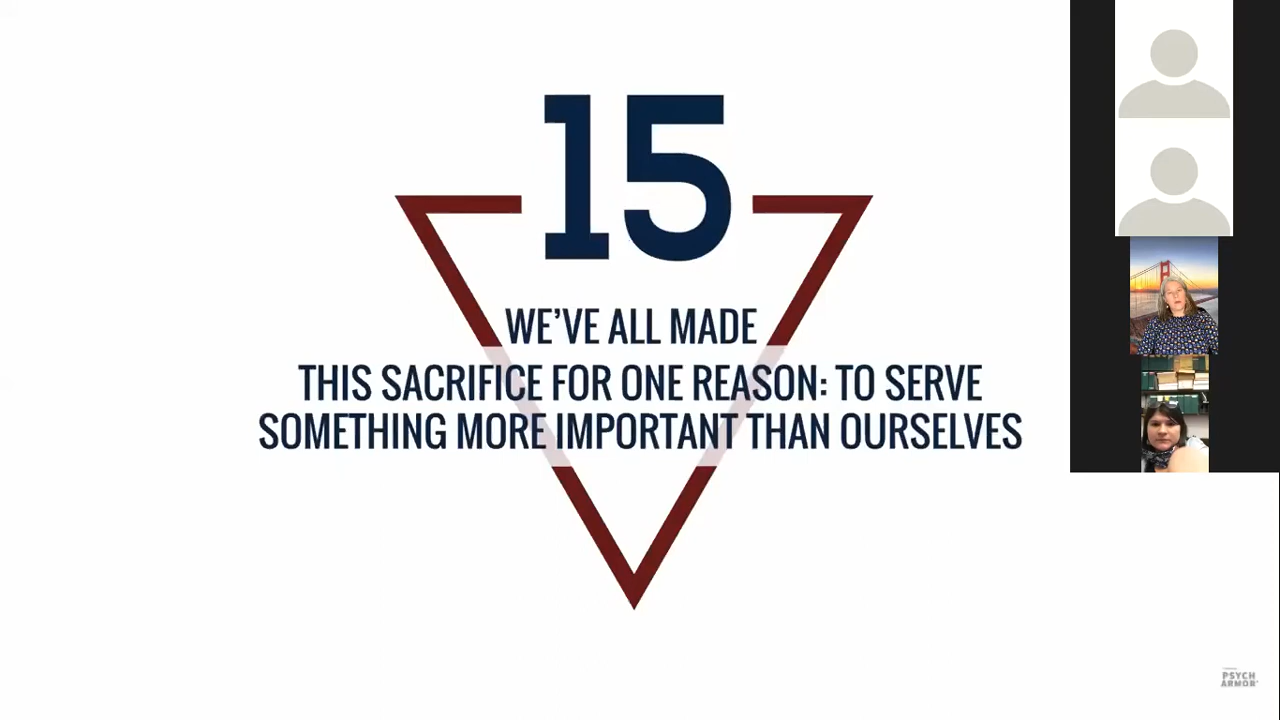 15
WE'VE ALL MADE
THIS SACRIFICE FOR ONE REASON: TO SERVE
SOMETHING MORE IMPORTANT THAN OURSELVES
PSYCH
ARMOR